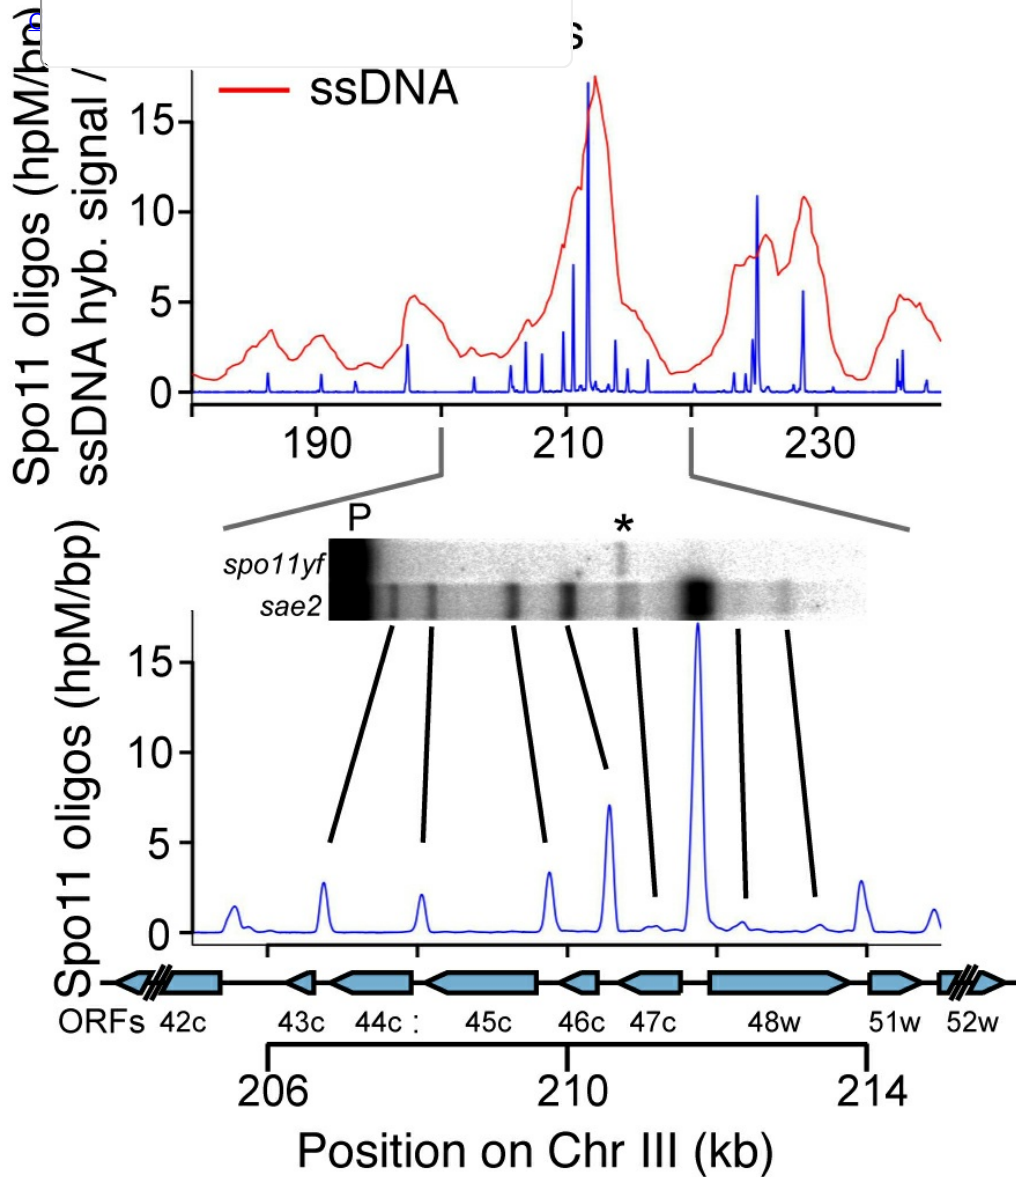 Spo11 oligos (hpM/bp)
ssDNA hyb. signal /
s
ssDNA
15
10
5
0
190 210 230
P *
spo11yf
sae2
Spo11 oligos (hpM/bp)
15
10
5
0
ORFs 42c 43c 44c : 45c 46c 47c 48w 51w 52w
206 210 214
Position on Chr III (kb)